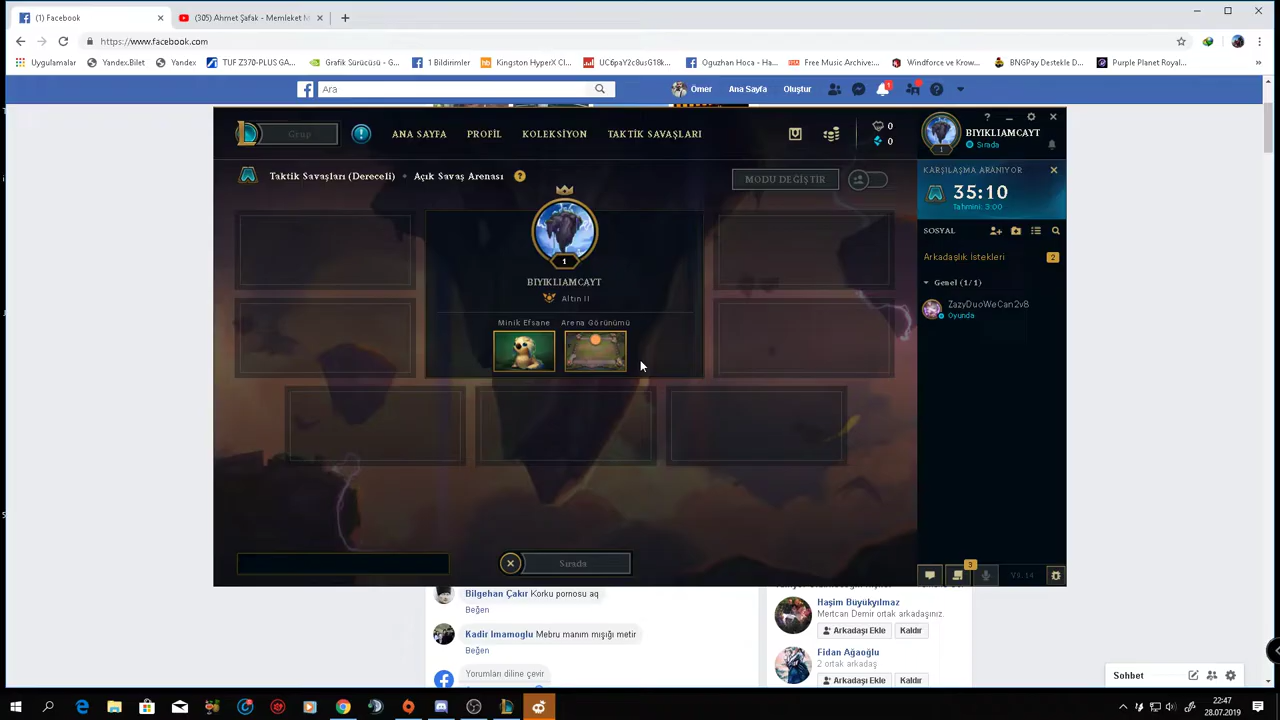 (1) Facebook
(305) Ahmet Şafak - Memleket M
https://www.facebook.com
Uygulamalar
Yandex.Bilet
Yandex
TUF Z370-PLUS GA...
Grafik Sürücüsü - G...
1 Bildirimler
Kingston HyperX Cl...
UC6paY2c8usG18k...
Oguzhan Hoca - Ha...
Free Music Archive:...
Windforce ve Krow...
BNGPay Destekle D...
Purple Planet Royal...
»
Ara
Ömer
Ana Sayfa
Oluştur
1
Grup
ANA SAYFA
PROFİL
KOLEKSİYON
TAKTİK SAVAŞLARI
0
0
BIYIKLIAMCAYT
Sırada
1
Taktik Savaşları (Dereceli)
Açık Savaş Arenası
MODU DEĞİŞTİR
KARŞILAŞMA ARANIYOR
35:10
Tahmini: 3:00
SOSYAL
Arkadaşlık İstekleri
2
Genel (1/1)
ZazyDuoWeCan2v8
Oyunda
1
BIYIKLIAMCAYT
Altın II
Minik Efsane
Arena Görünümü
Sırada
3
V9.14
Bilgehan Çakır Korku pornosu aq
Beğen
Kadir Imamoglu Mebru manım mışığı metir
Beğen
Yorumları diline çevir
Haşim Büyükyılmaz
Mertcan Demir ortak arkadaşınız.
Arkadaşı Ekle
Kaldır
Fidan Ağaoğlu
2 ortak arkadaş
Arkadaşı Ekle
Kaldır
Sohbet
22:47
28.07.2019